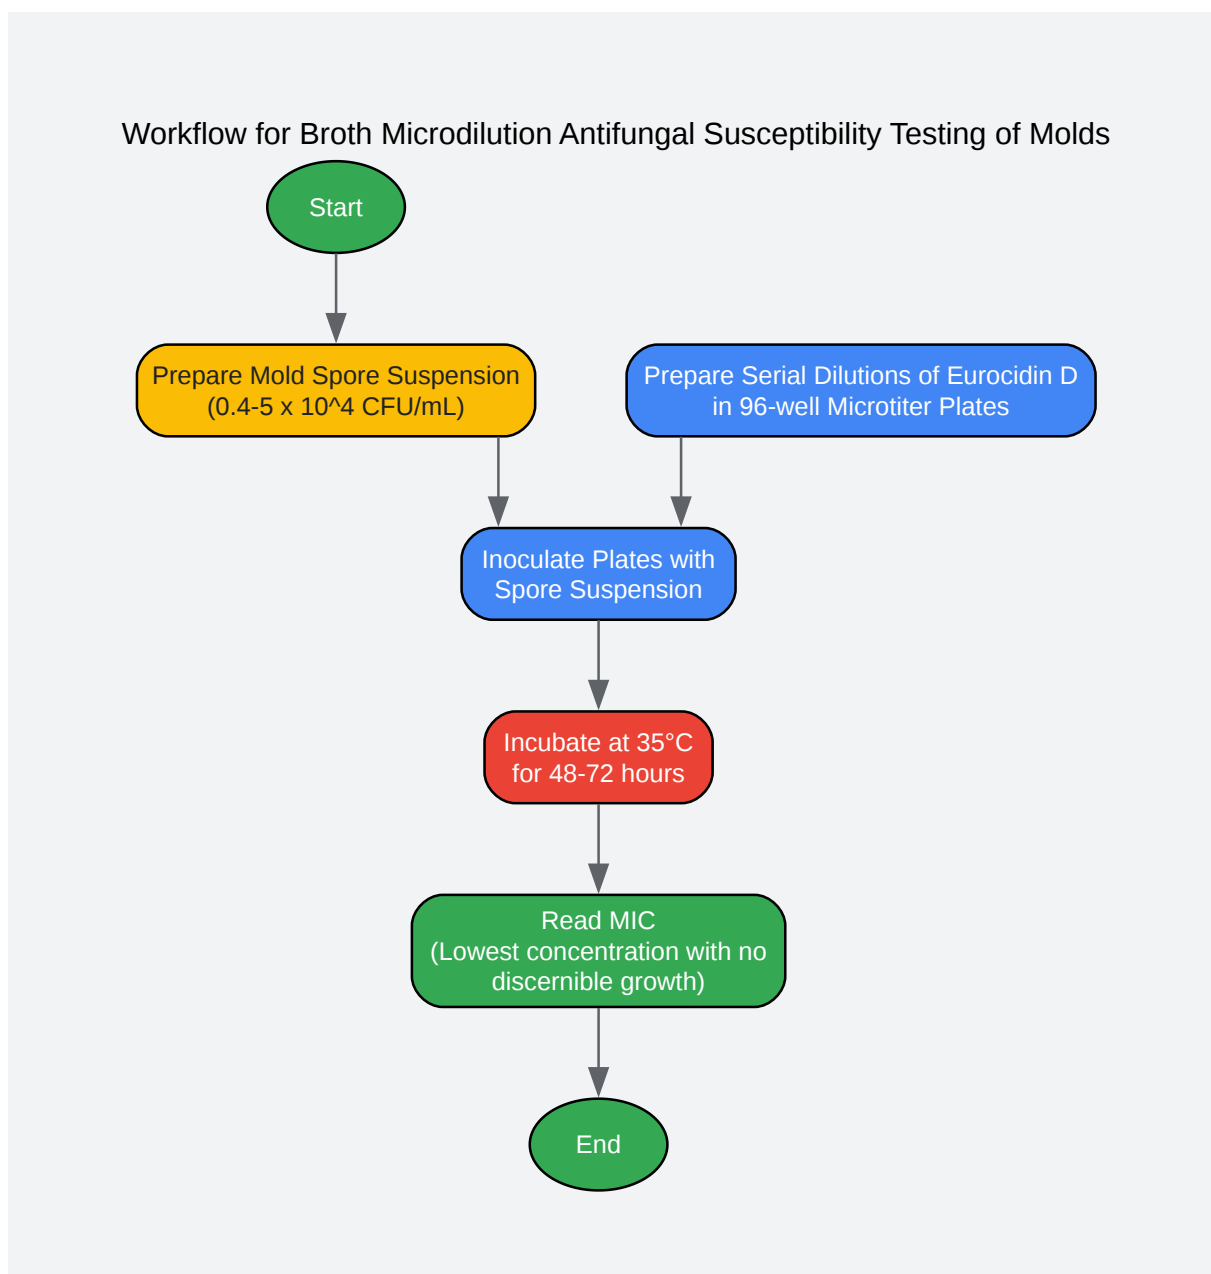 Workflow for Broth Microdilution Antifungal Susceptibility Testing of Molds
Start
Prepare Mold Spore Suspension
(0.4-5 x 10^4 CFU/mL)
Prepare Serial Dilutions of Eurocidin D
in 96-well Microtiter Plates
Inoculate Plates with
Spore Suspension
Incubate at 35°C
for 48-72 hours
Read MIC
(Lowest concentration with no
discernible growth)
End